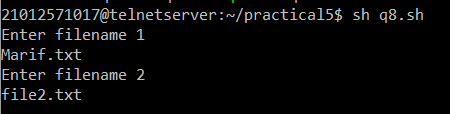 21012571017@telnetserver:~/practical5$ sh q8.sh
Enter filename 1
Marif.txt
Enter filename 2
file2.txt